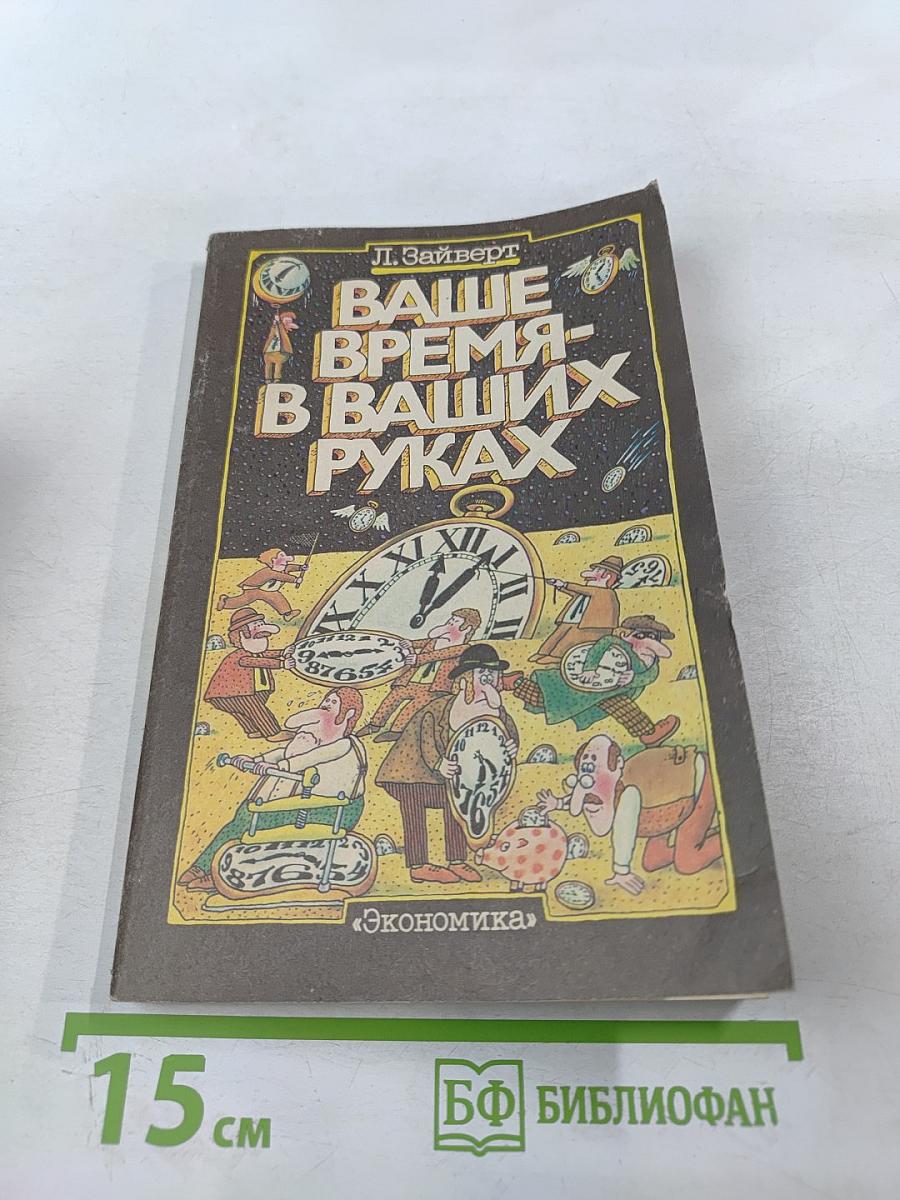 Л. Зайверт
ВАШЕ
ВРЕМЯ-
В ВАШИХ
РУКАХ
«Экономика»
15 см
БФ БИБЛИОФАН